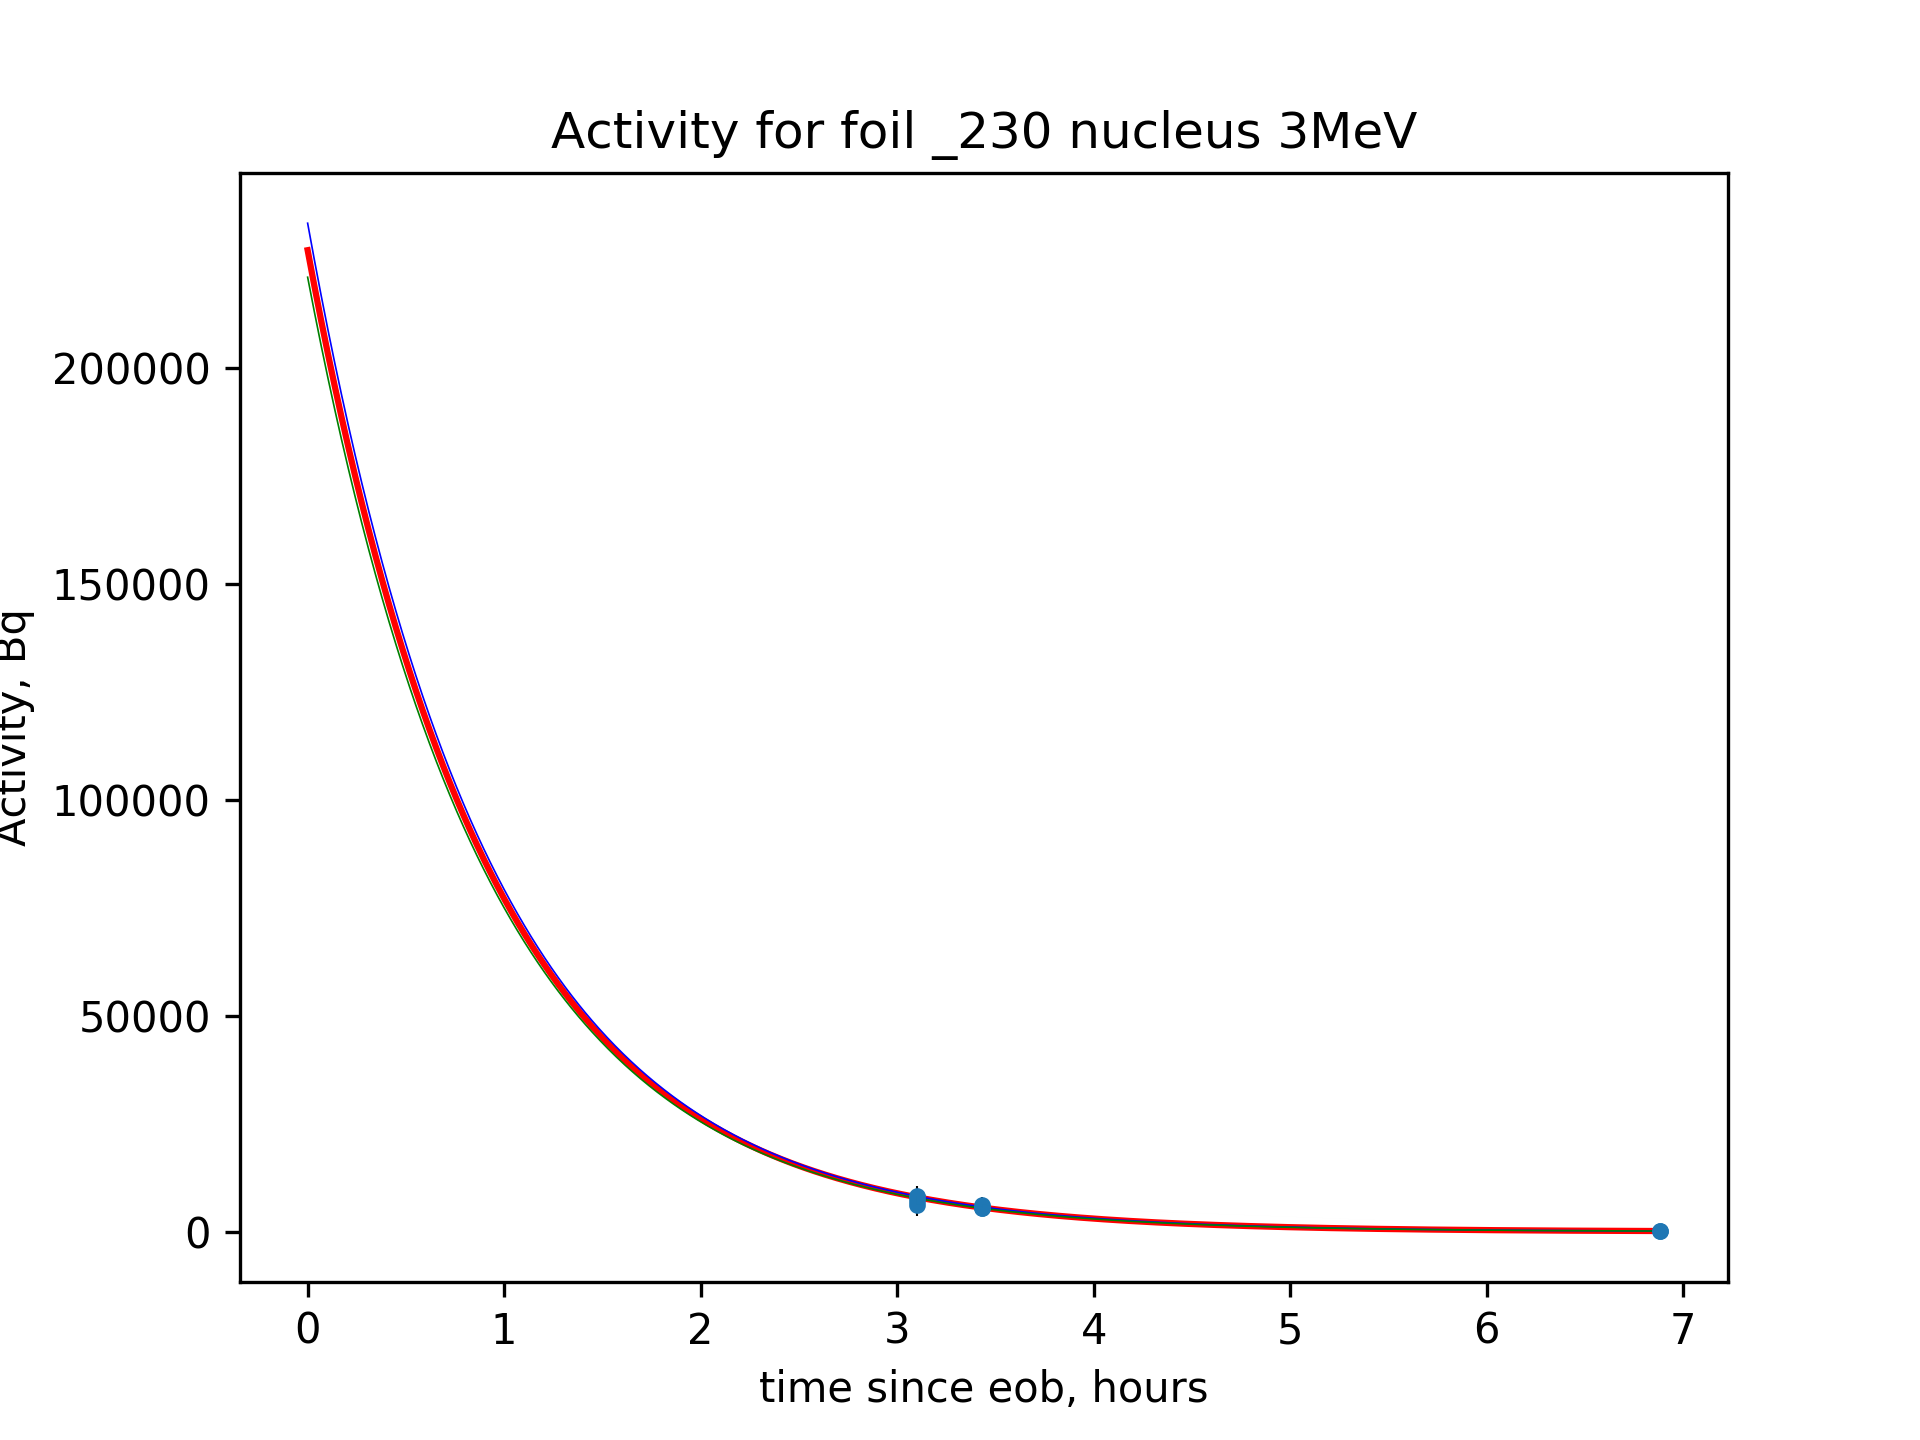 Activity for foil _230 nucleus 3MeV
Activity, Bq
200000
150000
100000
50000
0
0 1 2 3 4 5 6 7
time since eob, hours